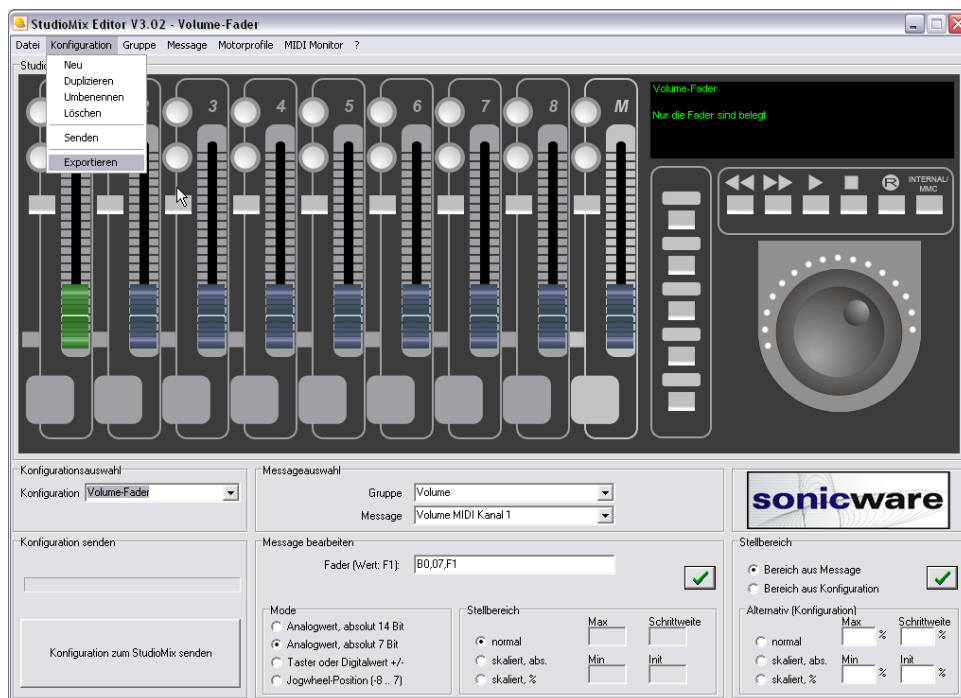 StudioMix Editor V3.02 - Volume-Fader
Datei Konfiguration Gruppe Message Motorprofile MIDI Monitor ?
Neu
Duplizieren
Umbenennen
Löschen
Senden
Exportieren
Studio
2 3 4 5 6 7 8 M
Volume-Fader
Nur die Fader sind belegt
R
INTERNAL/
MMC
Konfigurationsauswahl
Konfiguration Volume-Fader
Messageauswahl
Gruppe Volume
Message Volume MIDI Kanal 1
sonicware
Konfiguration senden
Konfiguration zum StudioMix senden
Message bearbeiten
Fader (Wert: F1): B0,07,F1
Mode
Analogwert, absolut 14 Bit
Analogwert, absolut 7 Bit
Taster oder Digitalwert +/-
Jogwheel-Position (-8 .. 7)
Stellbereich
normal
skaliert, abs.
skaliert, %
Max Schrittweite
Min Init
Stellbereich
Bereich aus Message
Bereich aus Konfiguration
Alternativ (Konfiguration)
Max Schrittweite
normal % %
skaliert, abs. Min Init
skaliert, % % %